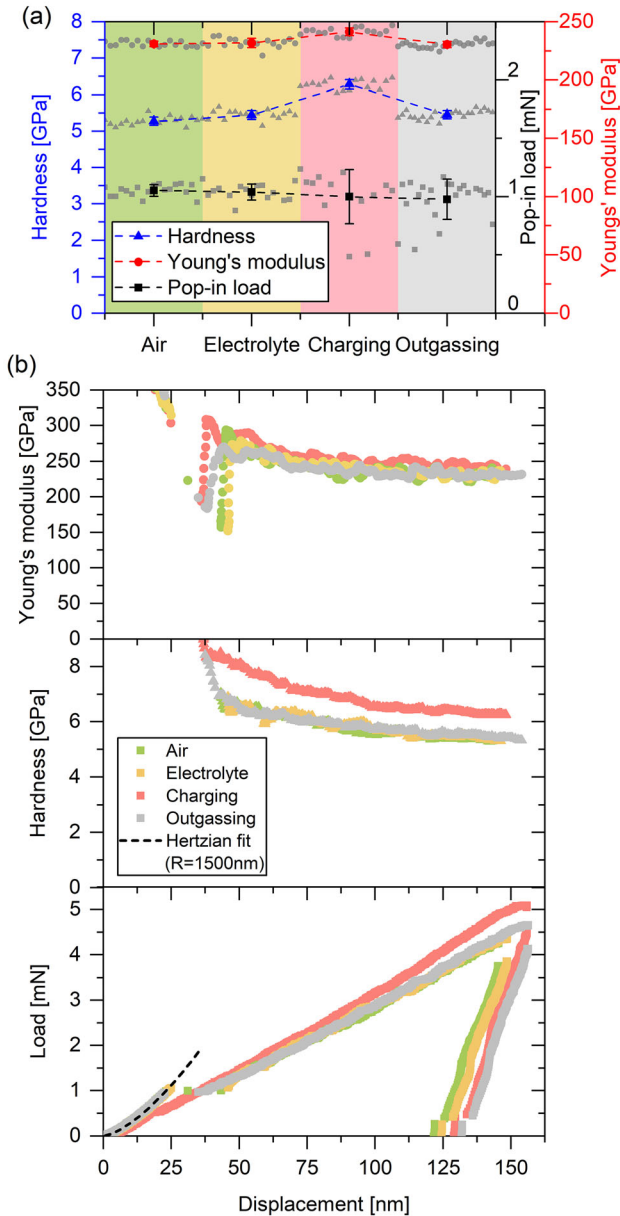 (a)
8
7
6
5
4
3
2
1
0
Hardness [GPa]
Hardness
Young's modulus
Pop-in load
2
1
0
Pop-in load [mN]
250
200
150
100
50
0
Youngs' modulus [GPa]
Air Electrolyte Charging Outgassing
(b)
350
300
250
200
150
100
50
0
Young's modulus [GPa]
8
6
4
2
0
Hardness [GPa]
Air
Electrolyte
Charging
Outgassing
Hertzian fit
(R=1500nm)
5
4
3
2
1
0
Load [mN]
0 25 50 75 100 125 150
Displacement [nm]